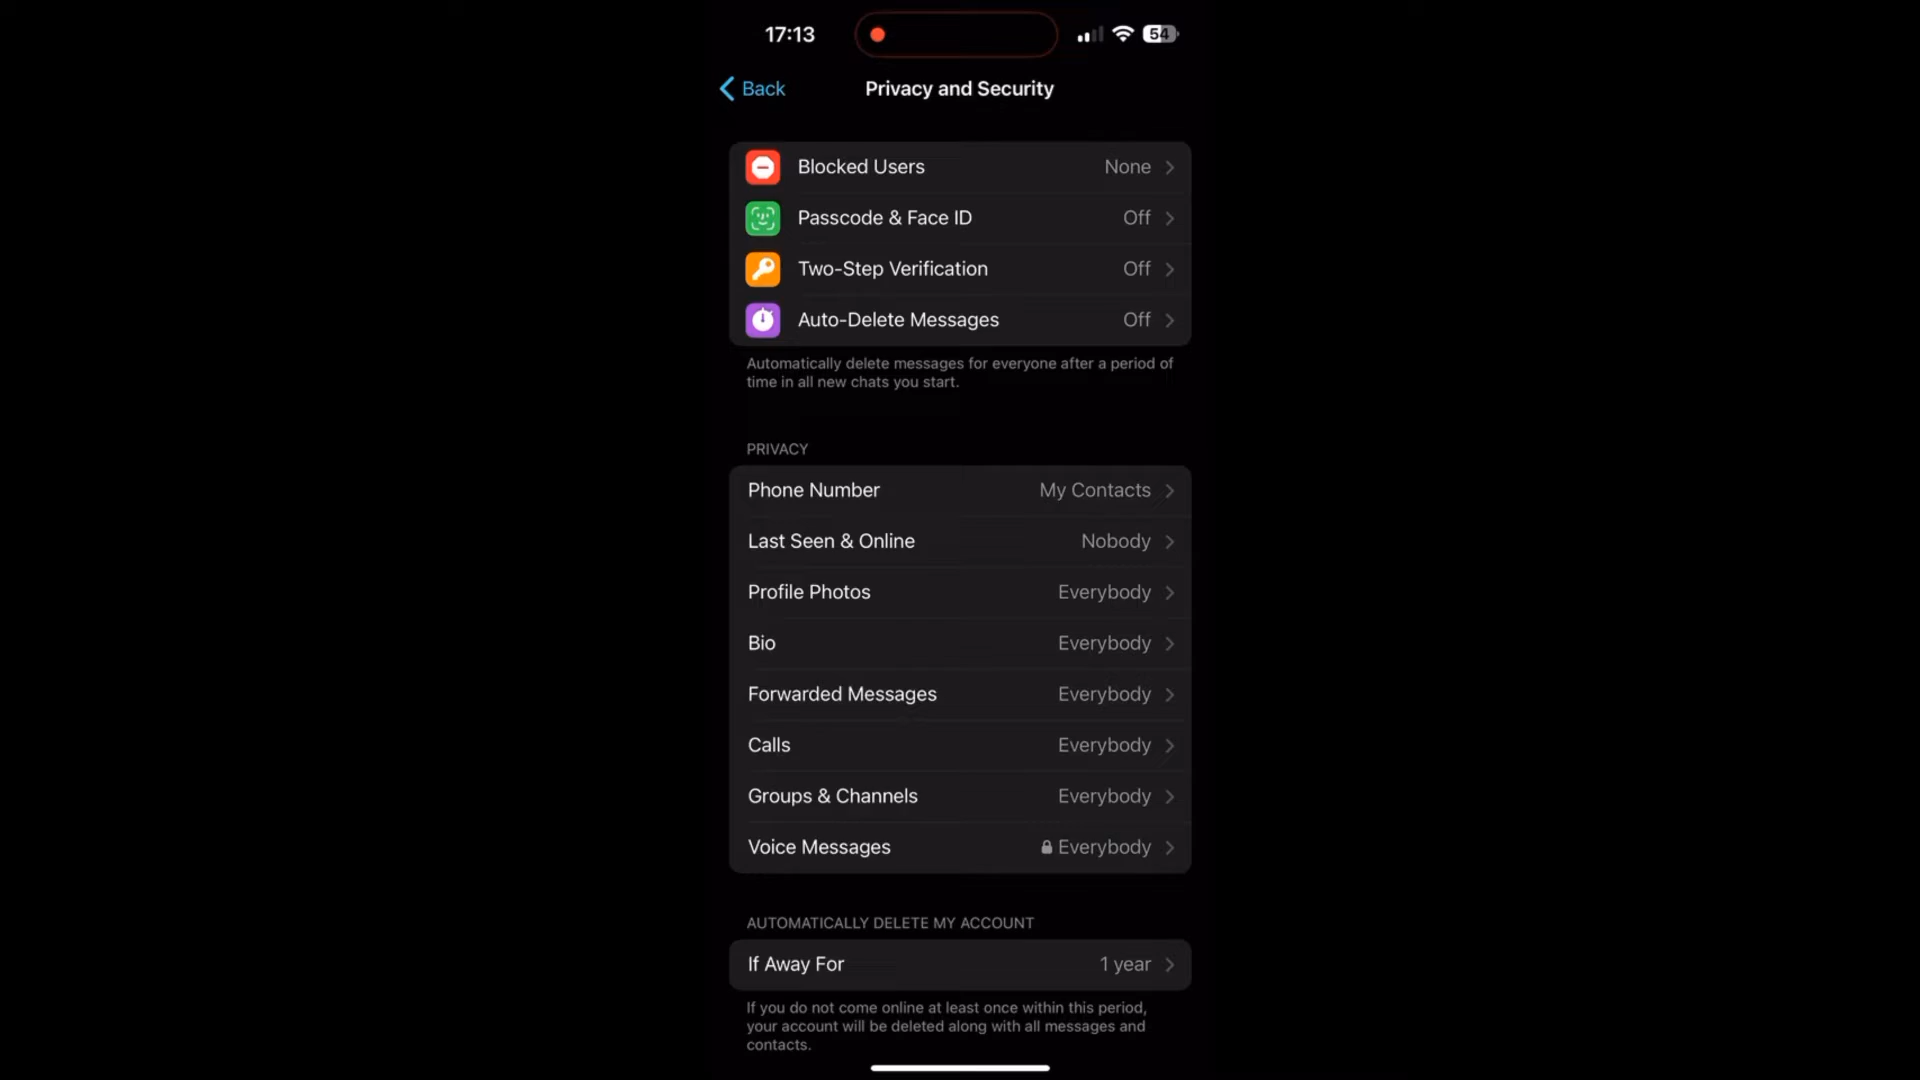 17:13
54
Back
Privacy and Security
Blocked Users None
Passcode & Face ID Off
Two-Step Verification Off
Auto-Delete Messages Off
Automatically delete messages for everyone after a period of
time in all new chats you start.
PRIVACY
Phone Number My Contacts
Last Seen & Online Nobody
Profile Photos Everybody
Bio Everybody
Forwarded Messages Everybody
Calls Everybody
Groups & Channels Everybody
Voice Messages Everybody
AUTOMATICALLY DELETE MY ACCOUNT
If Away For 1 year
If you do not come online at least once within this period,
your account will be deleted along with all messages and
contacts.